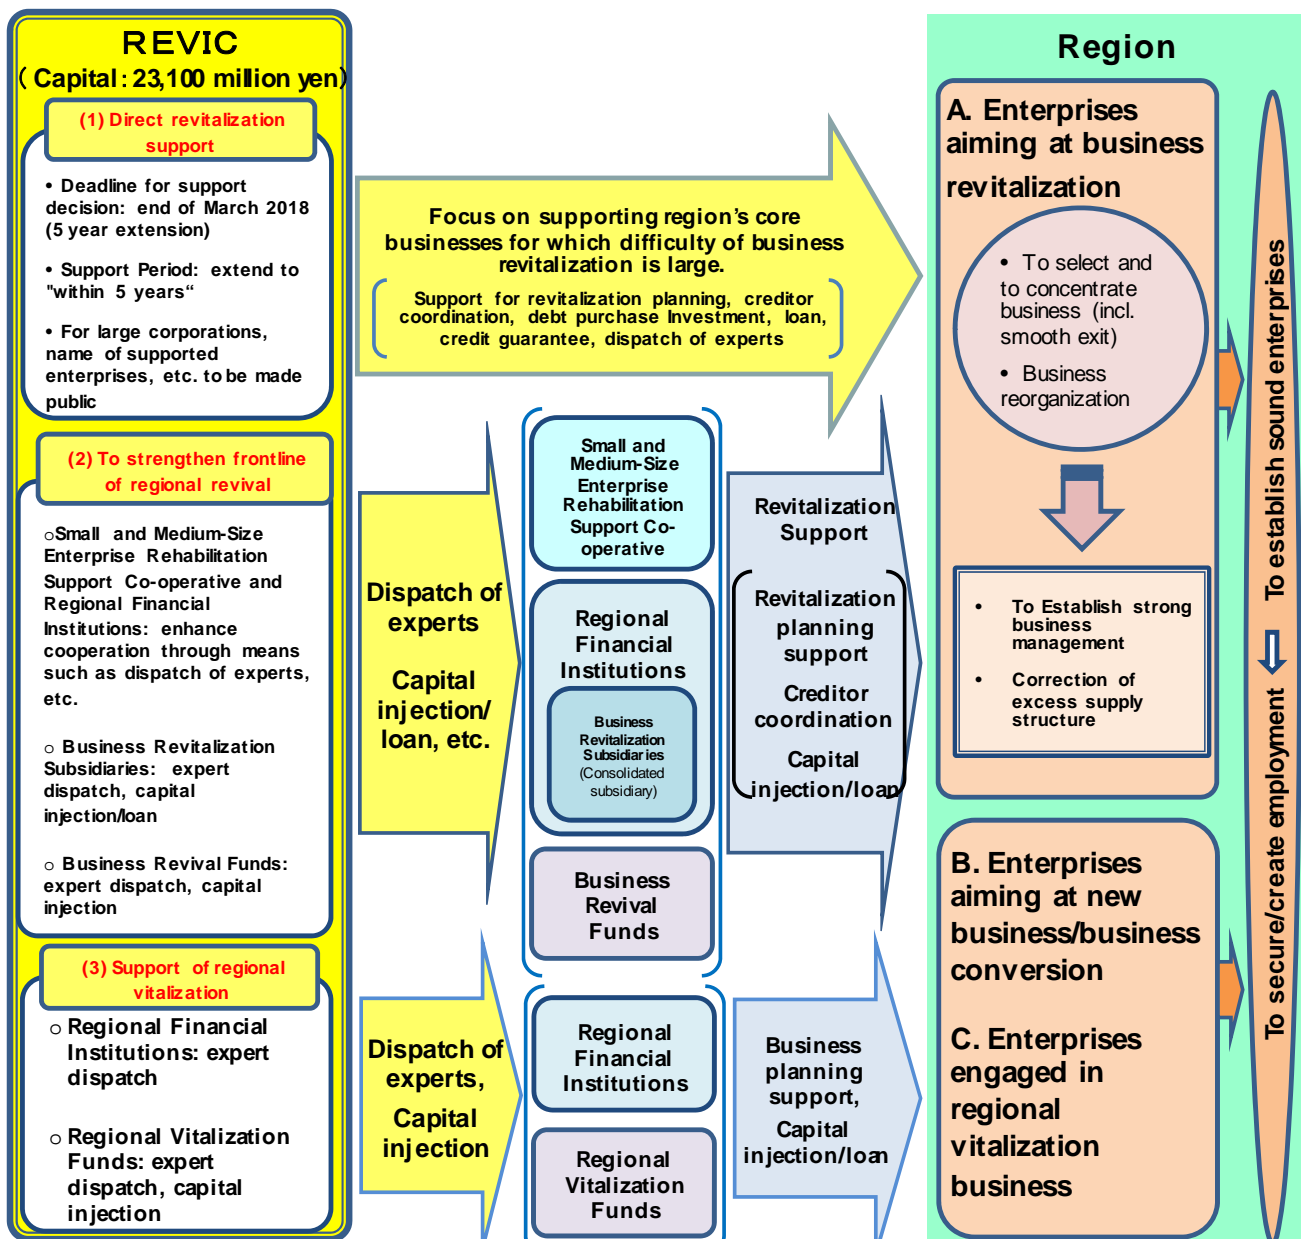 REVIC
( Capital : 23,100 million yen)
(1) Direct revitalization
support
• Deadline for support
decision: end of March 2018
(5 year extension)
• Support Period: extend to
"within 5 years“
• For large corporations,
name of supported
enterprises, etc. to be made
public
(2) To strengthen frontline
of regional revival
○Small and Medium-Size
Enterprise Rehabilitation
Support Co-operative and
Regional Financial
Institutions: enhance
cooperation through means
such as dispatch of experts,
etc.
○ Business Revitalization
Subsidiaries: expert
dispatch, capital
injection/loan
○ Business Revival Funds:
expert dispatch, capital
injection
(3) Support of regional
vitalization
○ Regional Financial
Institutions: expert
dispatch
○ Regional Vitalization
Funds: expert
dispatch, capital
injection
Focus on supporting region’s core
businesses for which difficulty of business
revitalization is large.
Support for revitalization planning, creditor
coordination, debt purchase Investment, loan,
credit guarantee, dispatch of experts
Dispatch of
experts
Capital
injection/
loan, etc.
Small and
Medium-Size
Enterprise
Rehabilitation
Support Co-
operative
Regional
Financial
Institutions
Business
Revitalization
Subsidiaries
(Consolidated
subsidiary)
Business
Revival
Funds
Revitalization
Support
Revitalization
planning
support
Creditor
coordination
Capital
injection/loan
Dispatch of
experts,
Capital
injection
Regional
Financial
Institutions
Regional
Vitalization
Funds
Business
planning
support,
Capital
injection/loan
Region
A. Enterprises
aiming at business
revitalization
• To select and
to concentrate
business (incl.
smooth exit)
• Business
reorganization
• To Establish strong
business
management
• Correction of
excess supply
structure
B. Enterprises
aiming at new
business/business
conversion
C. Enterprises
engaged in
regional
vitalization
business
To establish sound enterprises
To secure/create employment